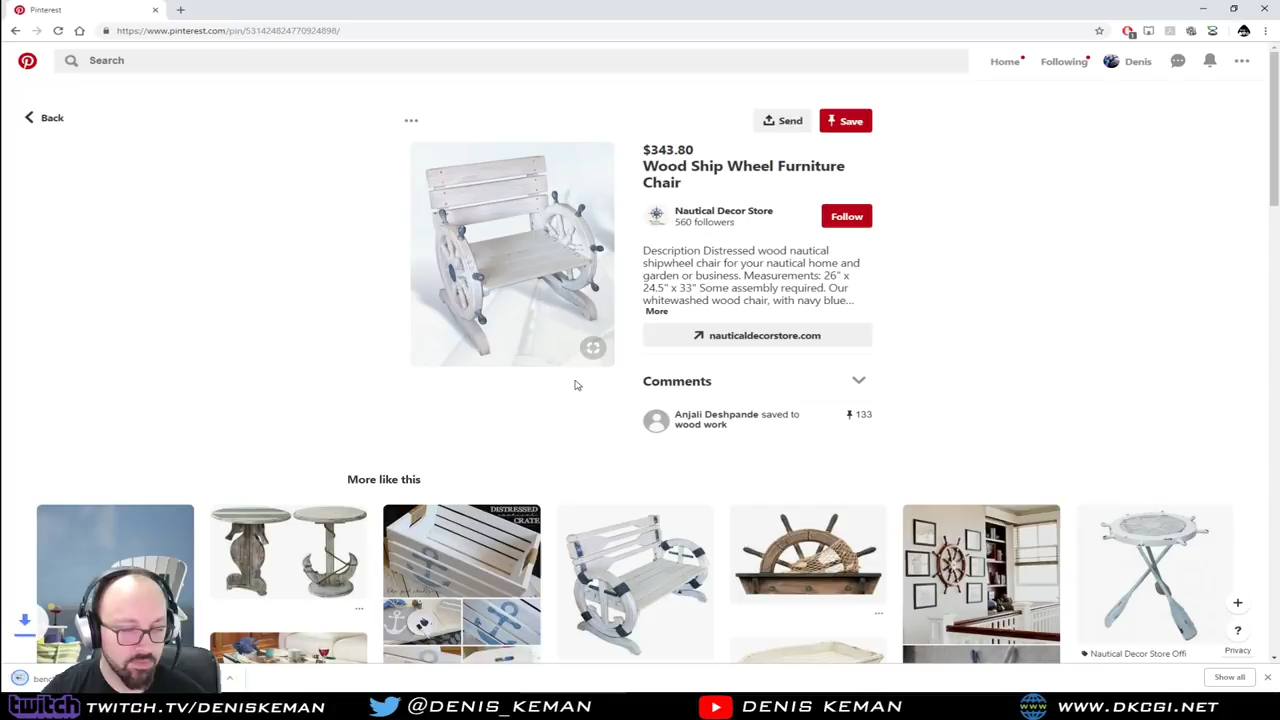 Pinterest
https://www.pinterest.com/pin/531424824770924898/
Search
Home
Following
Denis
Back
Send
Save
$343.80
Wood Ship Wheel Furniture
Chair
Nautical Decor Store
560 followers
Follow
Description Distressed wood nautical
shipwheel chair for your nautical home and
garden or business. Measurements: 26" x
24.5" x 33" Some assembly required. Our
whitewashed wood chair, with navy blue...
More
nauticaldecorstore.com
Comments
Anjali Deshpande saved to
wood work
133
More like this
DISTRESSED
CRATE
Nautical Decor Store Offi
?
Privacy
Show all
twitch
TWITCH.TV/DENISKEMAN
@DENIS_KEMAN
DENIS KEMAN
WWW.DKCGI.NET